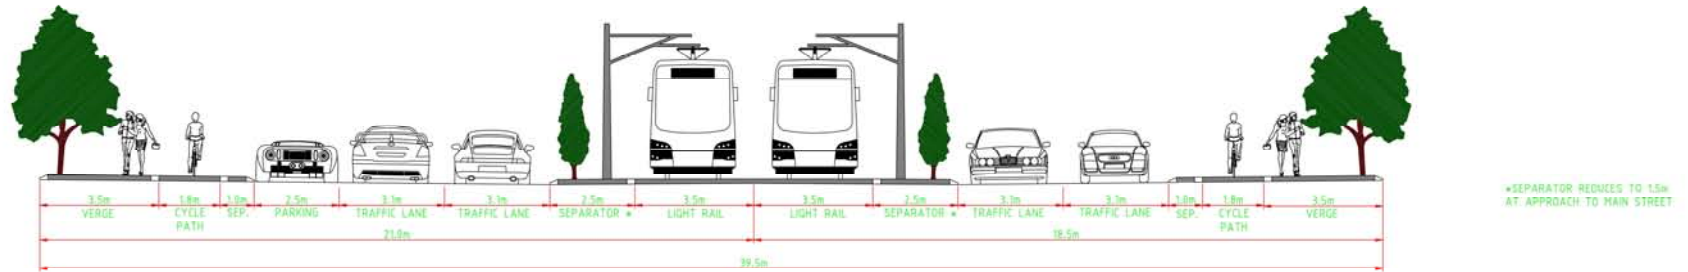 3.5m 1.8m 1.0m 2.5m 3.1m 3.1m 2.5m 3.5m 3.5m 2.5m 3.1m 3.1m 1.0m 1.8m 3.5m
VERGE CYCLE PATH SEP. PARKING TRAFFIC LANE TRAFFIC LANE SEPARATOR * LIGHT RAIL LIGHT RAIL SEPARATOR * TRAFFIC LANE TRAFFIC LANE SEP. CYCLE PATH VERGE
21.0m 18.5m
39.5m
*SEPARATOR REDUCES TO 1.5m
AT APPROACH TO MAIN STREET